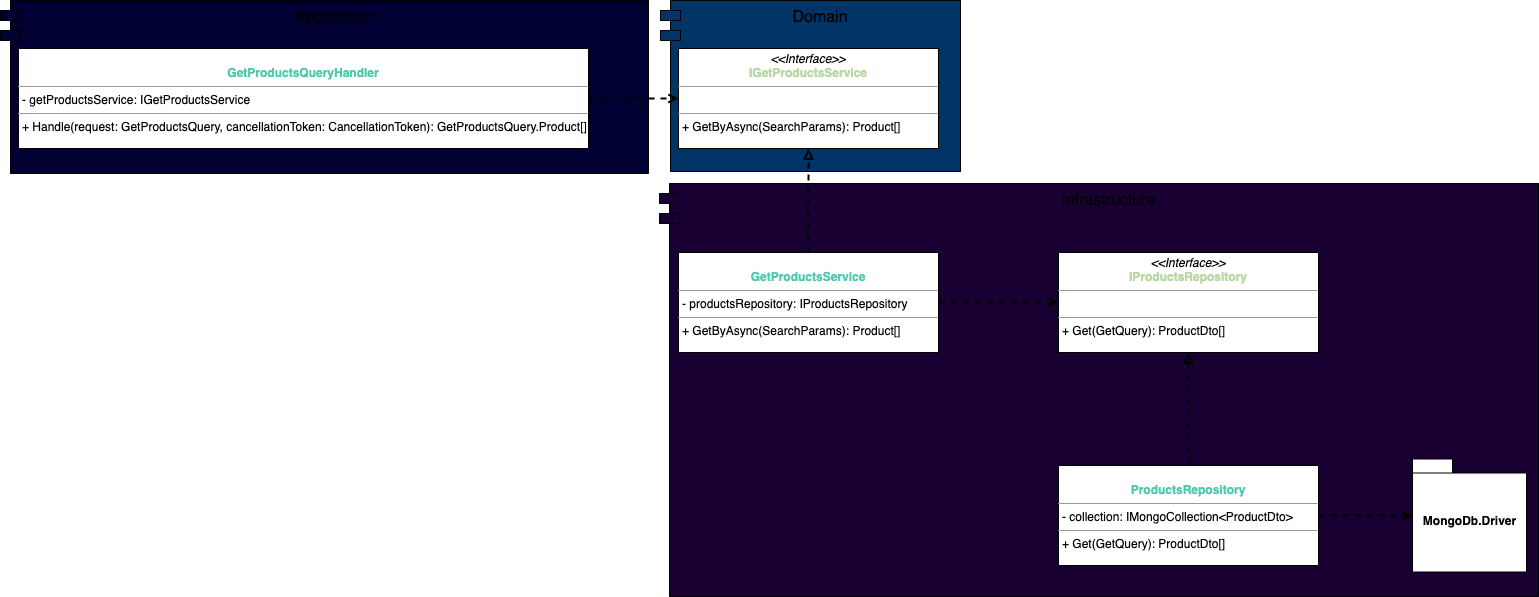 Application
GetProductsQueryHandler
- getProductsService: IGetProductsService
+ Handle(request: GetProductsQuery, cancellationToken: CancellationToken): GetProductsQuery.Product[]
Domain
<<Interface>>
IGetProductsService
+ GetByAsync(SearchParams): Product[]
Infrastructure
GetProductsService
- productsRepository: IProductsRepository
+ GetByAsync(SearchParams): Product[]
<<Interface>>
IProductsRepository
+ Get(GetQuery): ProductDto[]
ProductsRepository
- collection: IMongoCollection<ProductDto>
+ Get(GetQuery): ProductDto[]
MongoDb.Driver